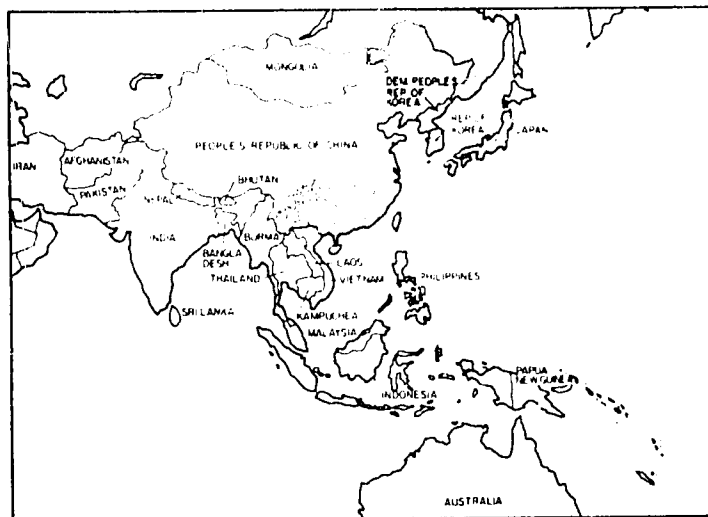 MONGOLIA
DEM. PEOPLE'S
REP OF
KOREA
REP OF
KOREA
JAPAN
PEOPLE'S REPUBLIC OF CHINA
IRAN
AFGHANISTAN
PAKISTAN
BHUTAN
NEPAL
INDIA
BURMA
BANGLA
DESH
LAOS
THAILAND
VIETNAM
PHILIPPINES
SRI LANKA
KAMPUCHEA
MALAYSIA
PAPUA
NEW GUINEA
INDONESIA
AUSTRALIA